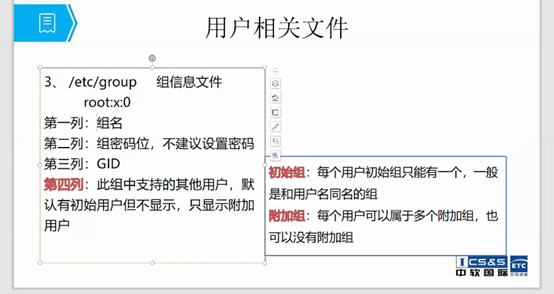 用户相关文件
3、 /etc/group 组信息文件
root:x:0
第一列：组名
第二列：组密码位，不建议设置密码
第三列：GID
第四列：此组中支持的其他用户，默
认有初始用户但不显示，只显示附加
用户
初始组：每个用户初始组只能有一个，一般
是和用户名同名的组
附加组：每个用户可以属于多个附加组，也
可以没有附加组
CS&S ETC
中软国际